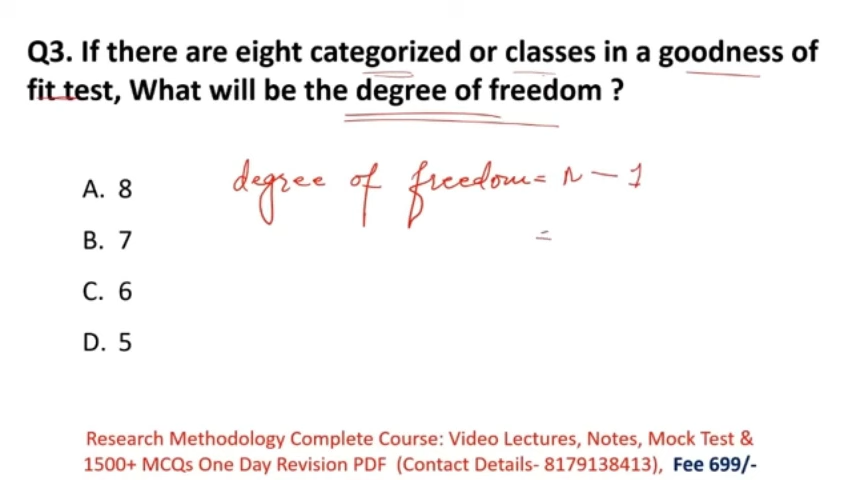 Q3. If there are eight categorized or classes in a goodness of
fit test, What will be the degree of freedom ?
A. 8
degree of freedom = n - 1
=
B. 7
C. 6
D. 5
Research Methodology Complete Course: Video Lectures, Notes, Mock Test &
1500+ MCQs One Day Revision PDF (Contact Details- 8179138413), Fee 699/-